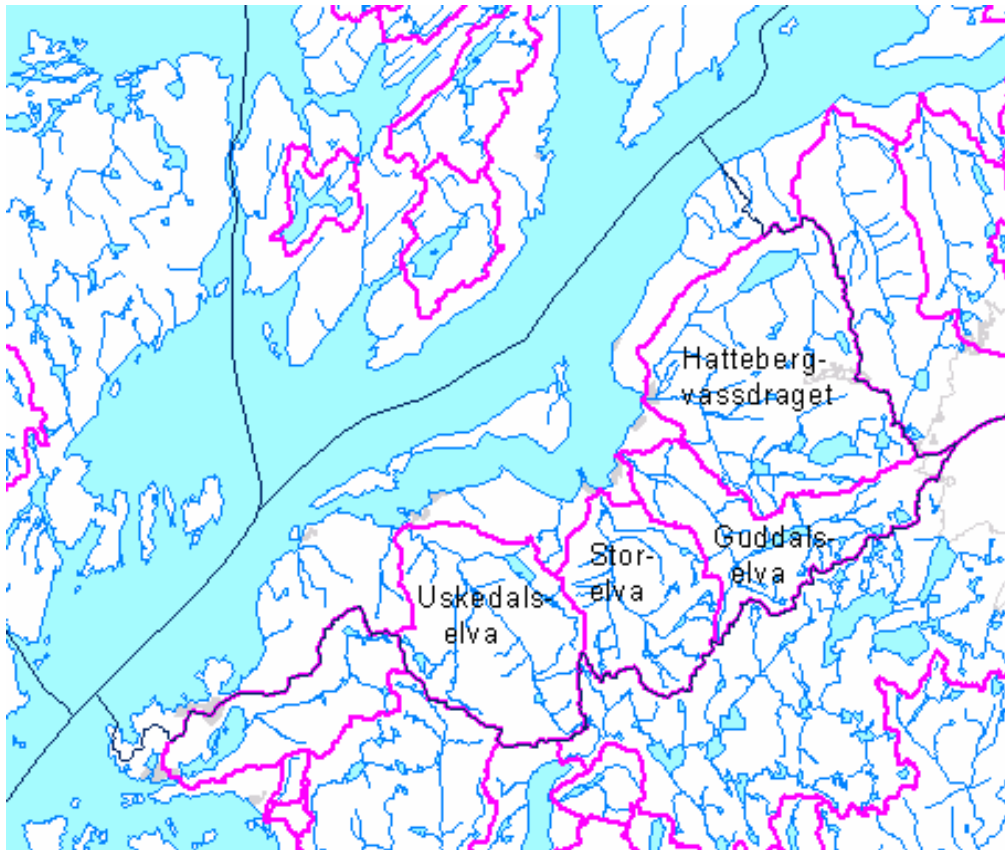 Hatteberg-
vassdraget
Guddals-
elva
Stor-
elva
Uskedals-
elva